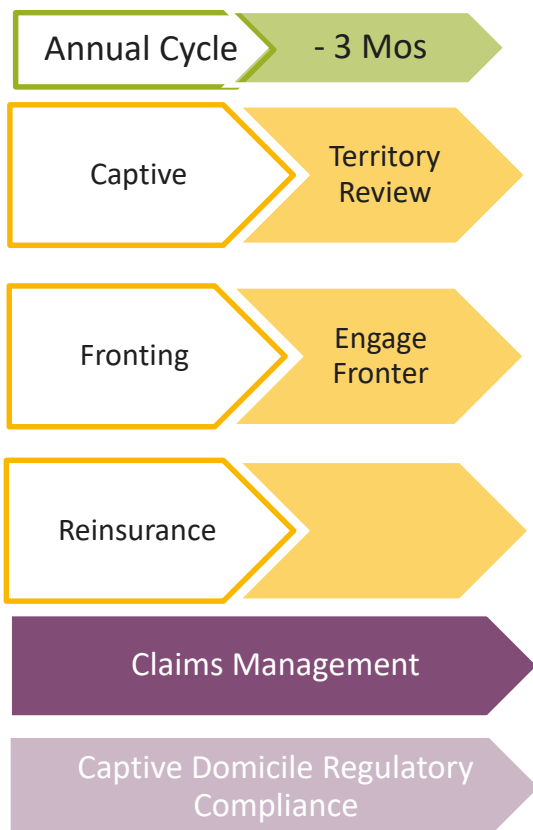 Annual Cycle
- 3 Mos
Captive
Territory
Review
Fronting
Engage
Fronter
Reinsurance
Claims Management
Captive Domicile Regulatory
Compliance